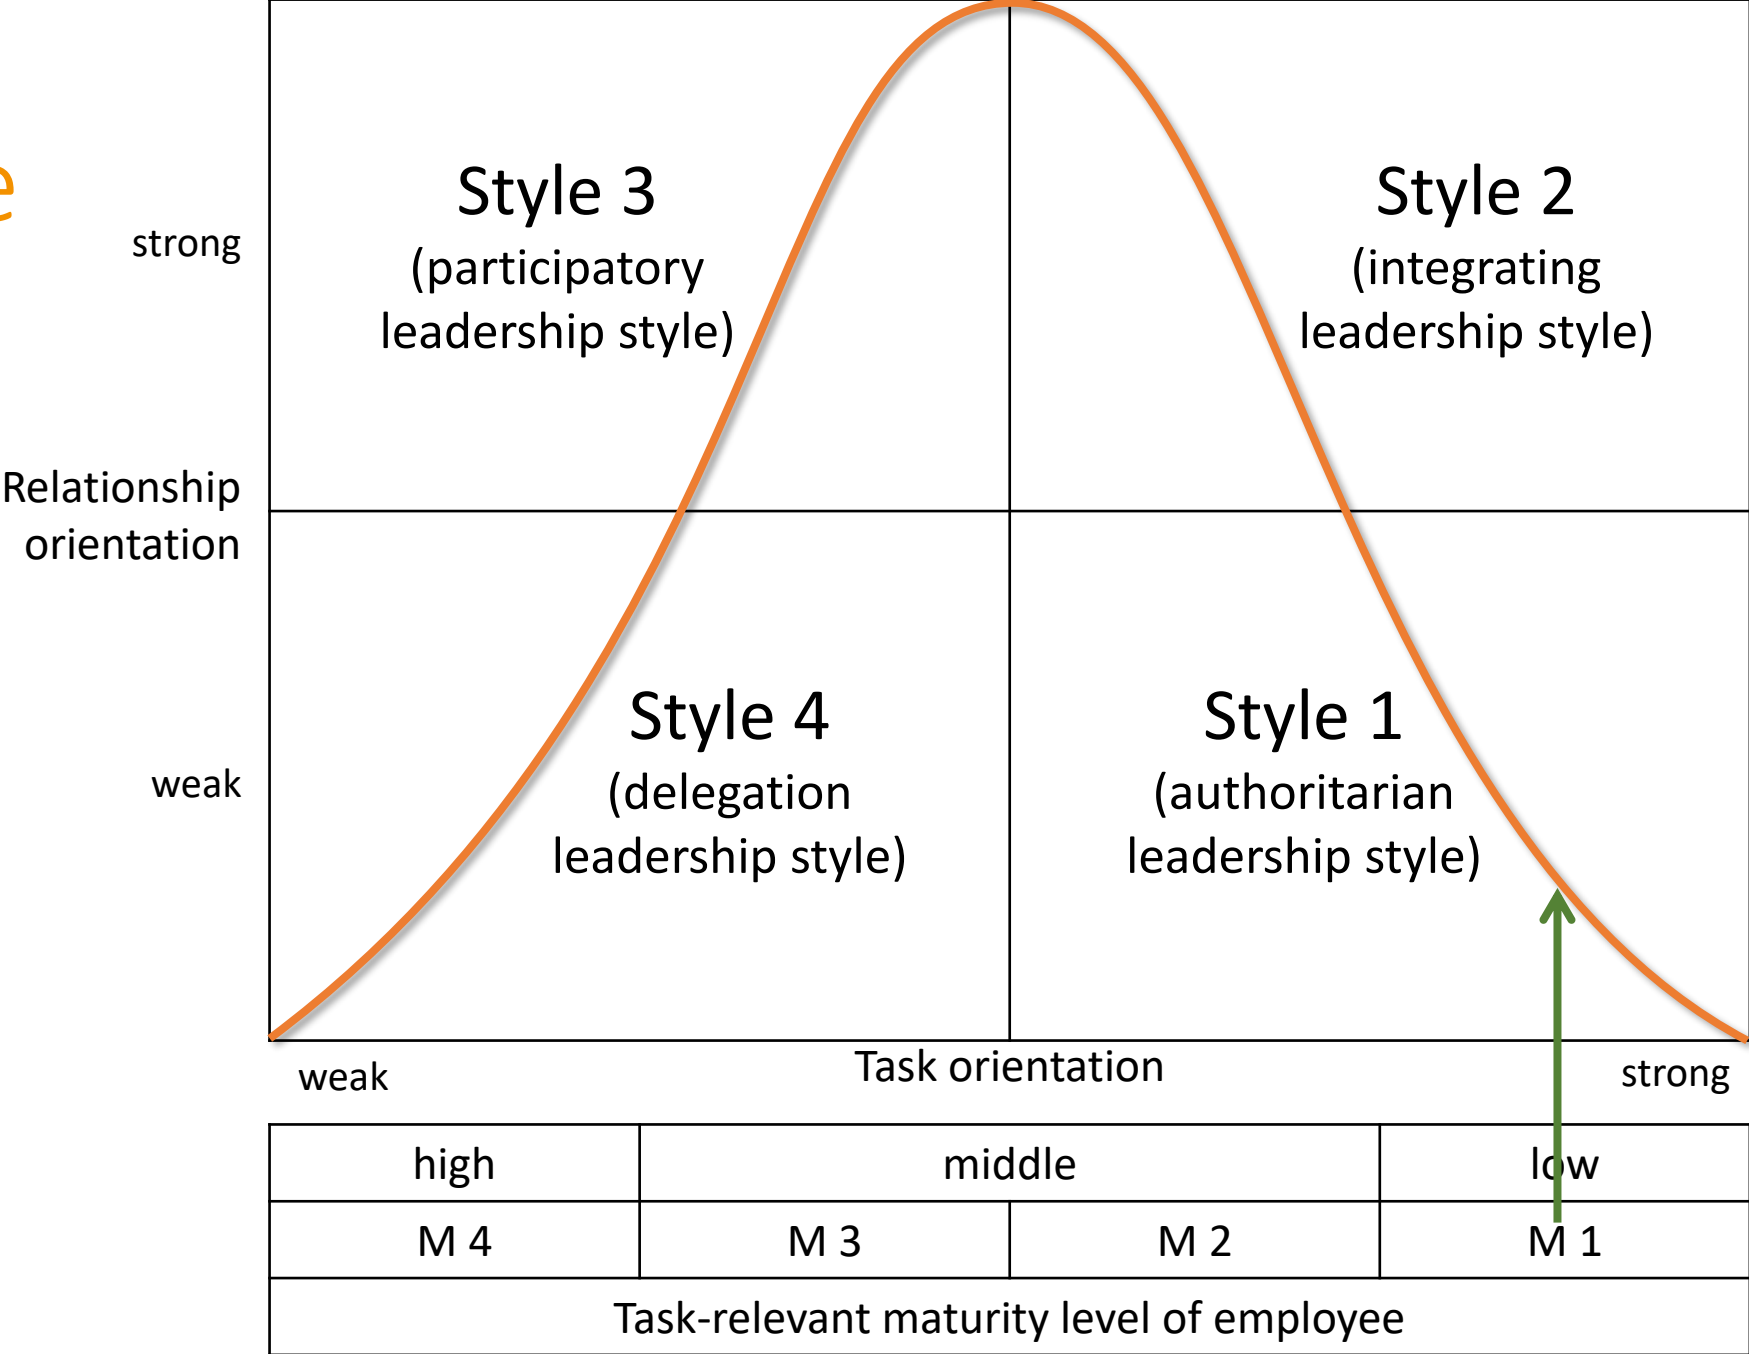 e
Style 3
(participatory
leadership style)
Style 2
(integrating
leadership style)
strong
Relationship
orientation
weak
Style 4
(delegation
leadership style)
Style 1
(authoritarian
leadership style)
weak
Task orientation
strong
high
middle
low
M 4
M 3
M 2
M 1
Task-relevant maturity level of employee